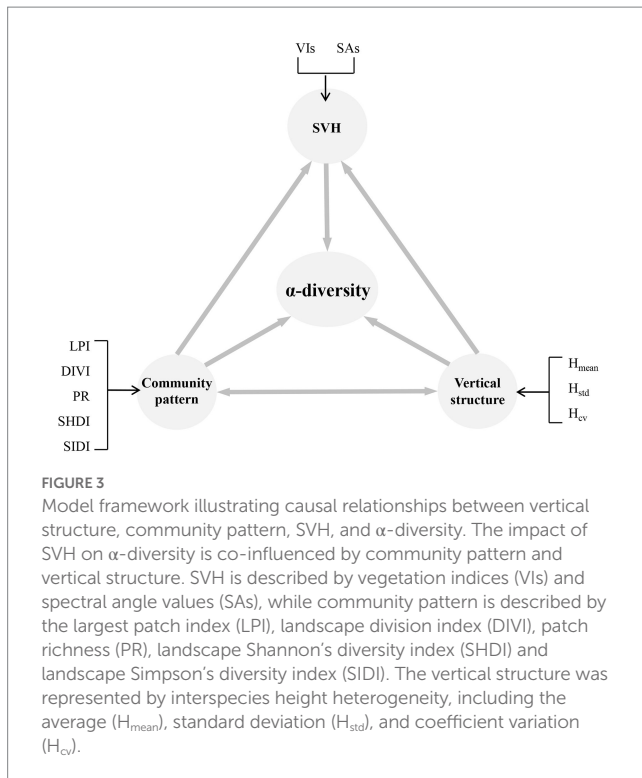 VIs SAs
SVH
α-diversity
LPI
DIVI
PR
SHDI
SIDI
Community
pattern
Vertical
structure
Hmean
Hstd
Hcv
FIGURE 3
Model framework illustrating causal relationships between vertical
structure, community pattern, SVH, and α-diversity. The impact of
SVH on α-diversity is co-influenced by community pattern and
vertical structure. SVH is described by vegetation indices (VIs) and
spectral angle values (SAs), while community pattern is described by
the largest patch index (LPI), landscape division index (DIVI), patch
richness (PR), landscape Shannon’s diversity index (SHDI) and
landscape Simpson’s diversity index (SIDI). The vertical structure was
represented by interspecies height heterogeneity, including the
average (Hmean), standard deviation (Hstd), and coefficient variation
(Hcv).